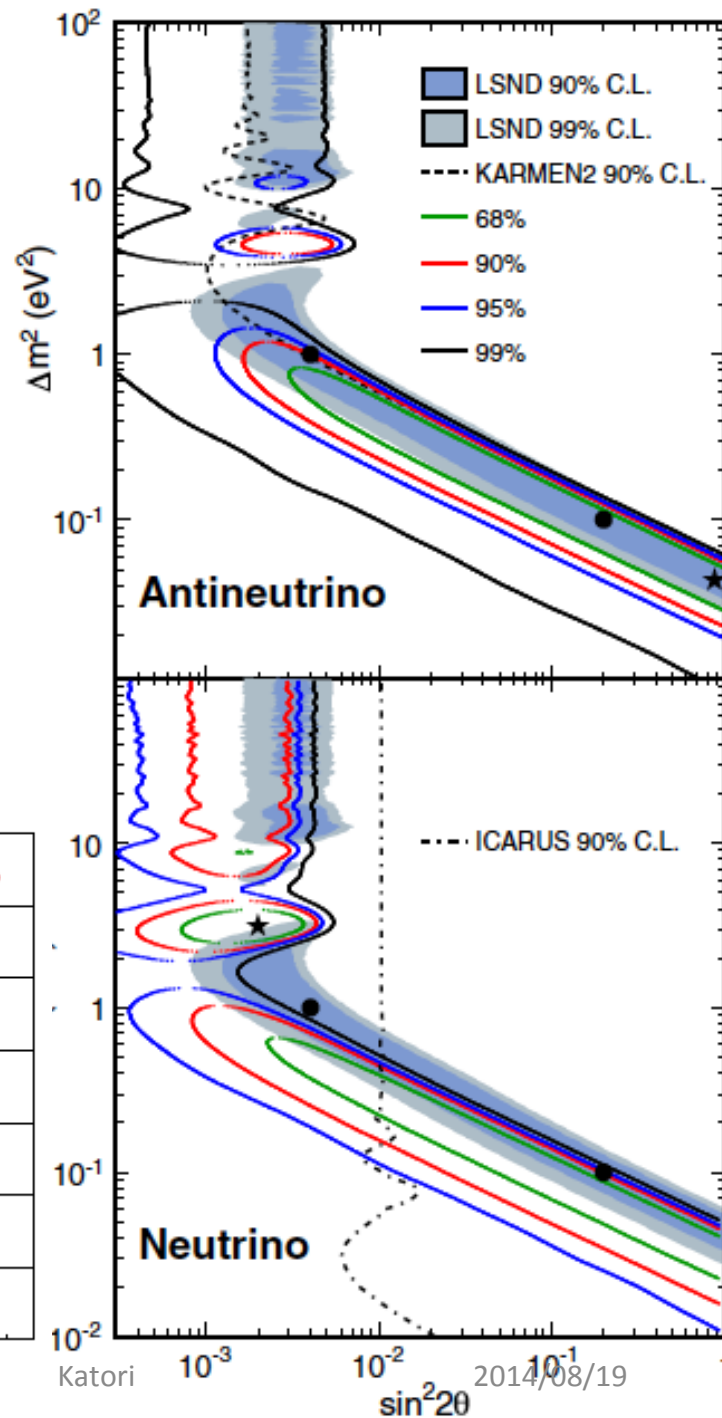 10²
LSND 90% C.L.
LSND 99% C.L.
KARMEN2 90% C.L.
10
68%
90%
95%
Δm² (eV²)
1
99%
10⁻¹
Antineutrino
10
ICARUS 90% C.L.
1
10⁻¹
Neutrino
10⁻²
10⁻³ 10⁻² 10⁻¹ 1
Katori 2014/08/19
sin²2θ